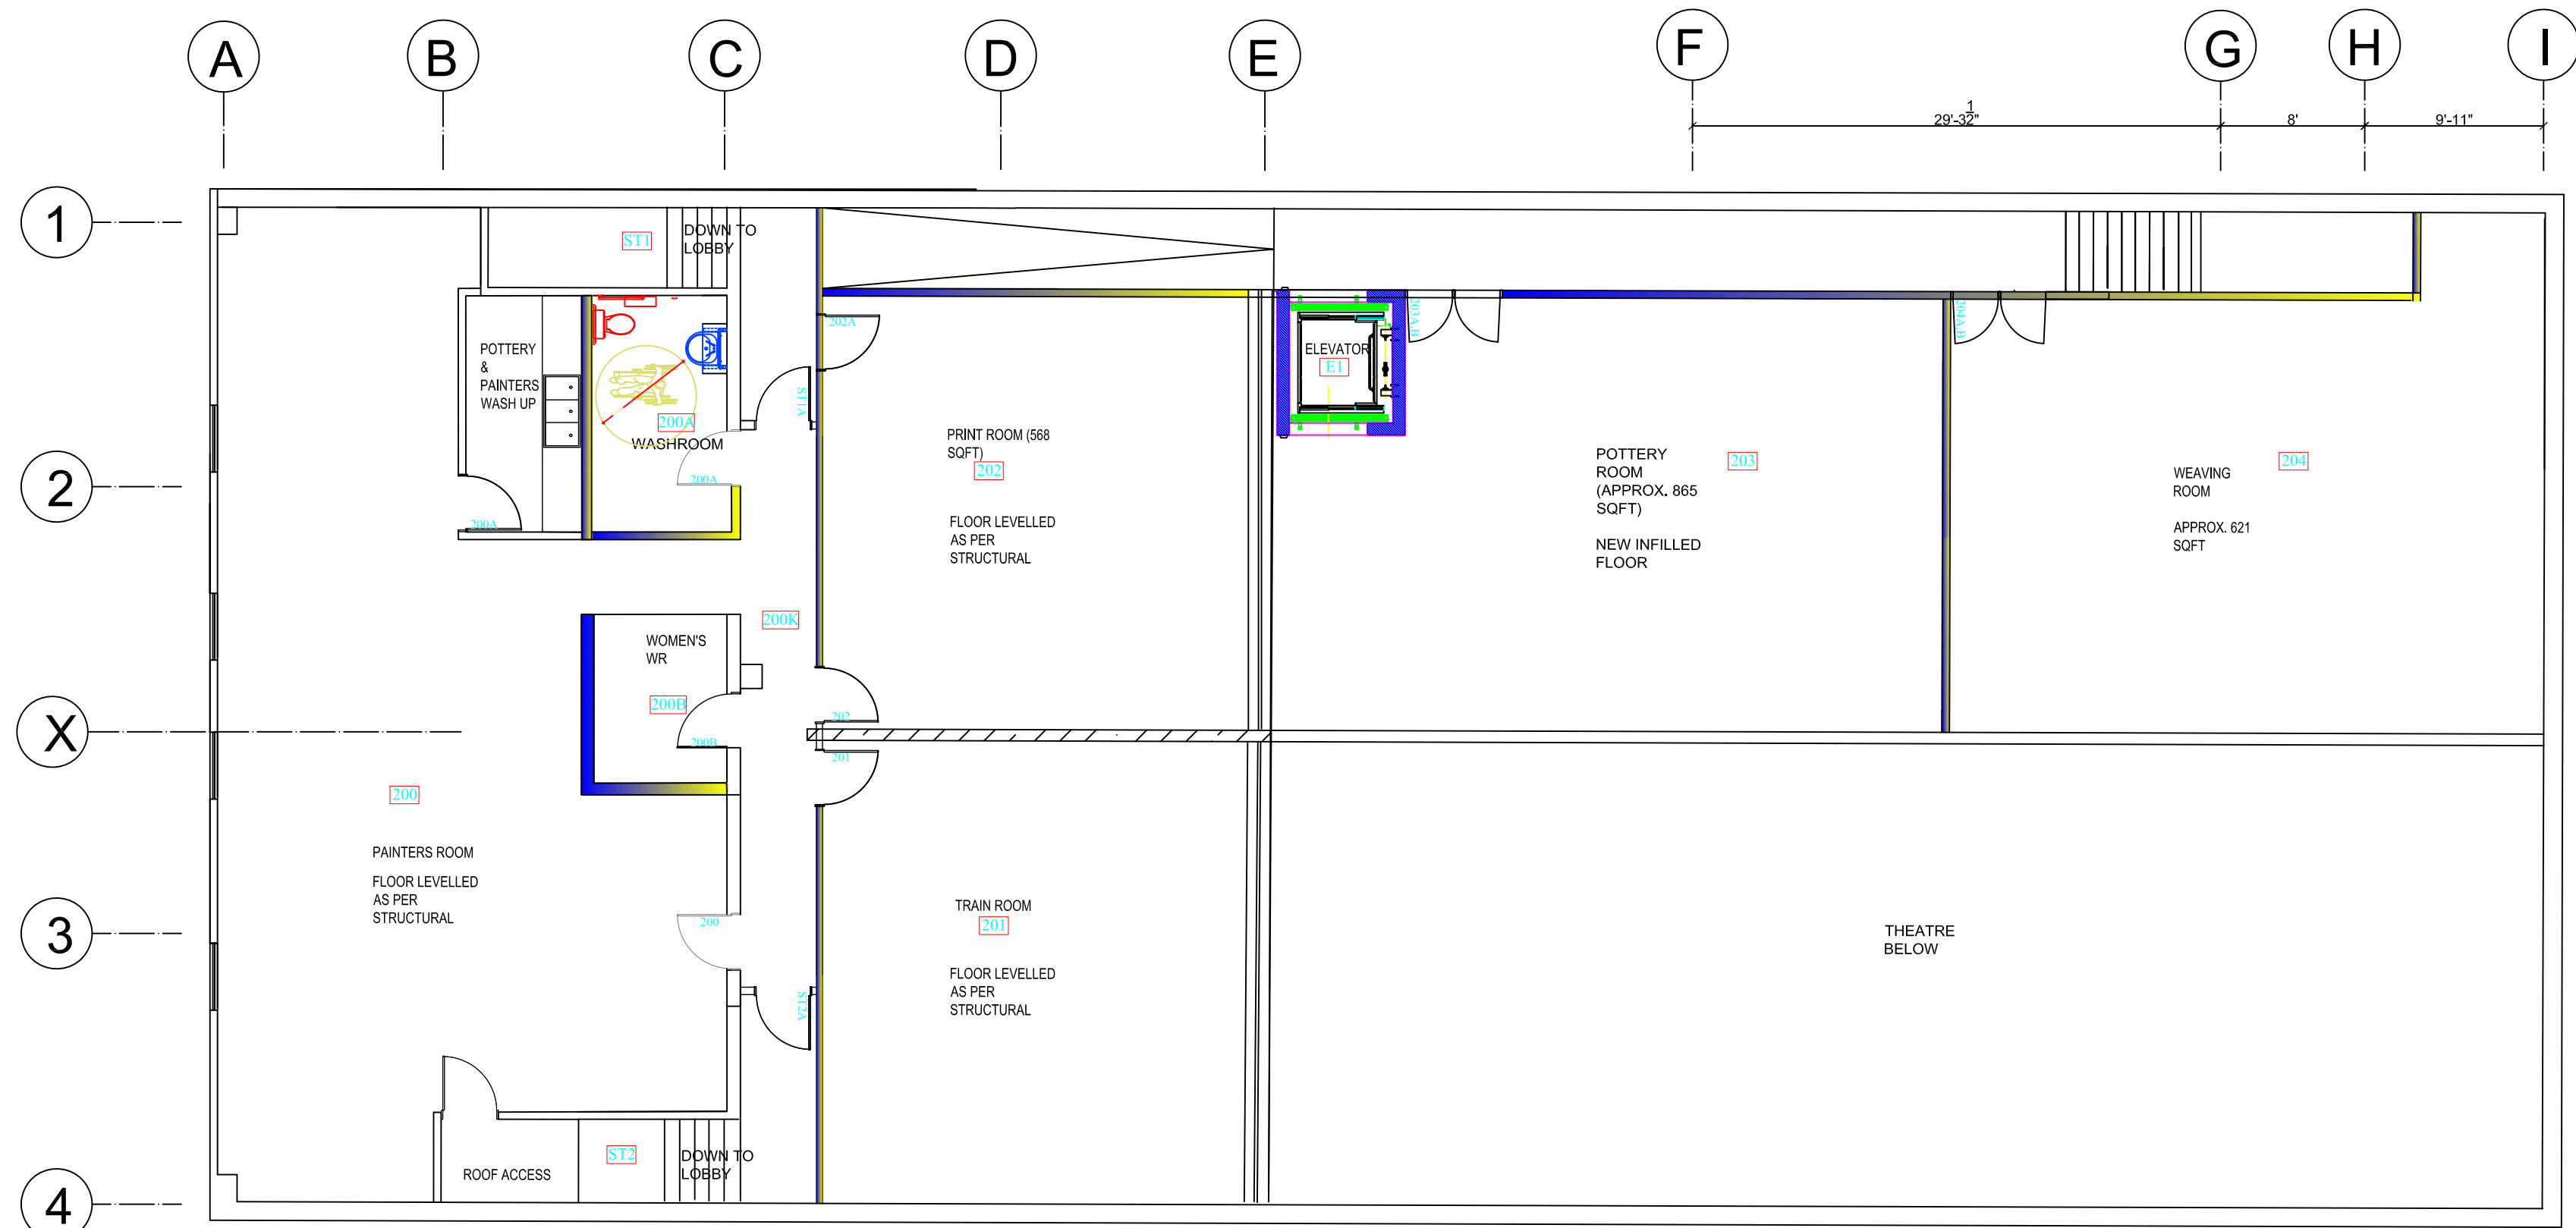 A B C D E F G H I
29'-3 1/2" 8' 9'-11"
1
ST1
DOWN TO
LOBBY
POTTERY
&
PAINTERS
WASH UP
200A
WASHROOM
200A
200A
ST1A
202A
ELEVATOR
E1
203A,B
204A,B
PRINT ROOM (568
SQFT)
202
FLOOR LEVELLED
AS PER
STRUCTURAL
POTTERY
ROOM
(APPROX. 865
SQFT)
203
NEW INFILLED
FLOOR
WEAVING
ROOM
204
APPROX. 621
SQFT
2
200K
WOMEN'S
WR
200B
200B
202
201
X
200
PAINTERS ROOM
FLOOR LEVELLED
AS PER
STRUCTURAL
200
TRAIN ROOM
201
FLOOR LEVELLED
AS PER
STRUCTURAL
THEATRE
BELOW
3
ST2A
ROOF ACCESS
ST2
DOWN TO
LOBBY
4